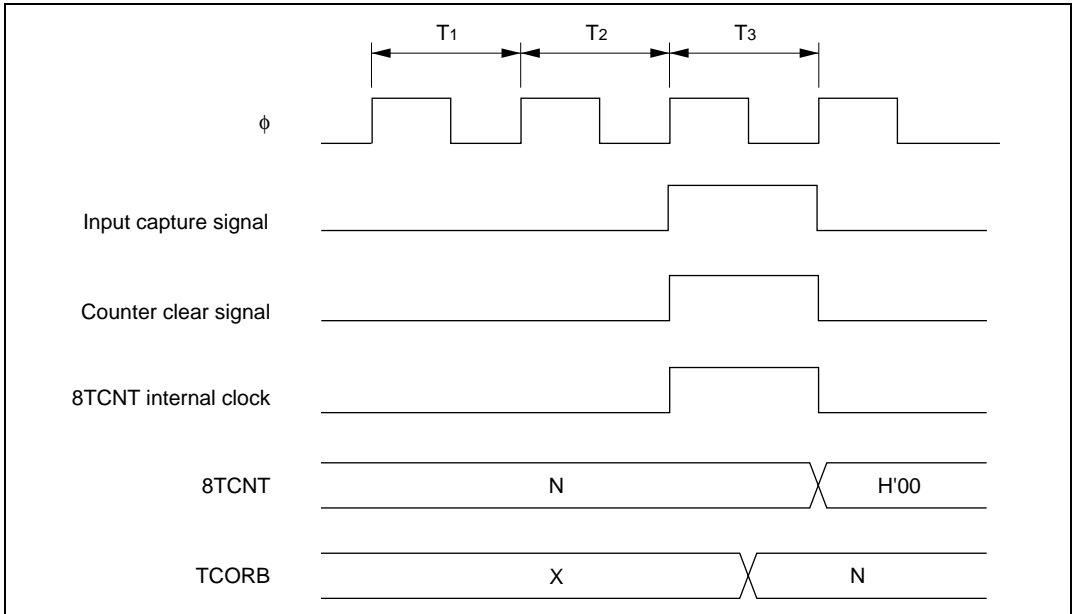 T1 T2 T3
φ
Input capture signal
Counter clear signal
8TCNT internal clock
8TCNT N H'00
TCORB X N